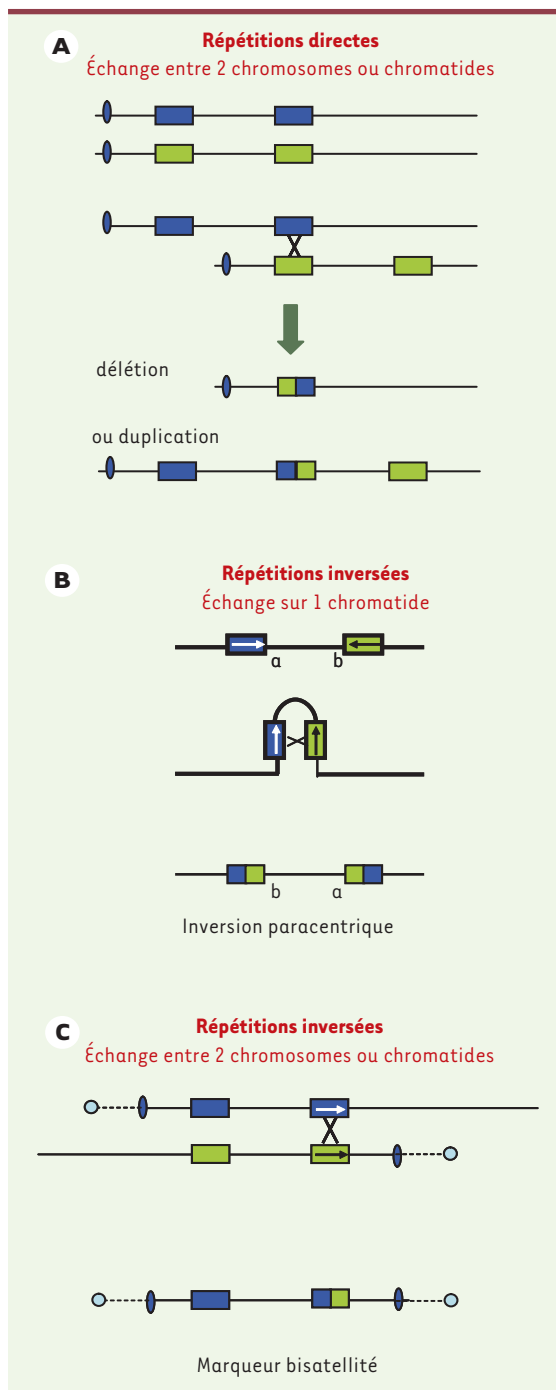 A
Répétitions directes
Échange entre 2 chromosomes ou chromatides
délétion
ou duplication
B
Répétitions inversées
Échange sur 1 chromatide
a b
b a
Inversion paracentrique
C
Répétitions inversées
Échange entre 2 chromosomes ou chromatides
Marqueur bisatellité